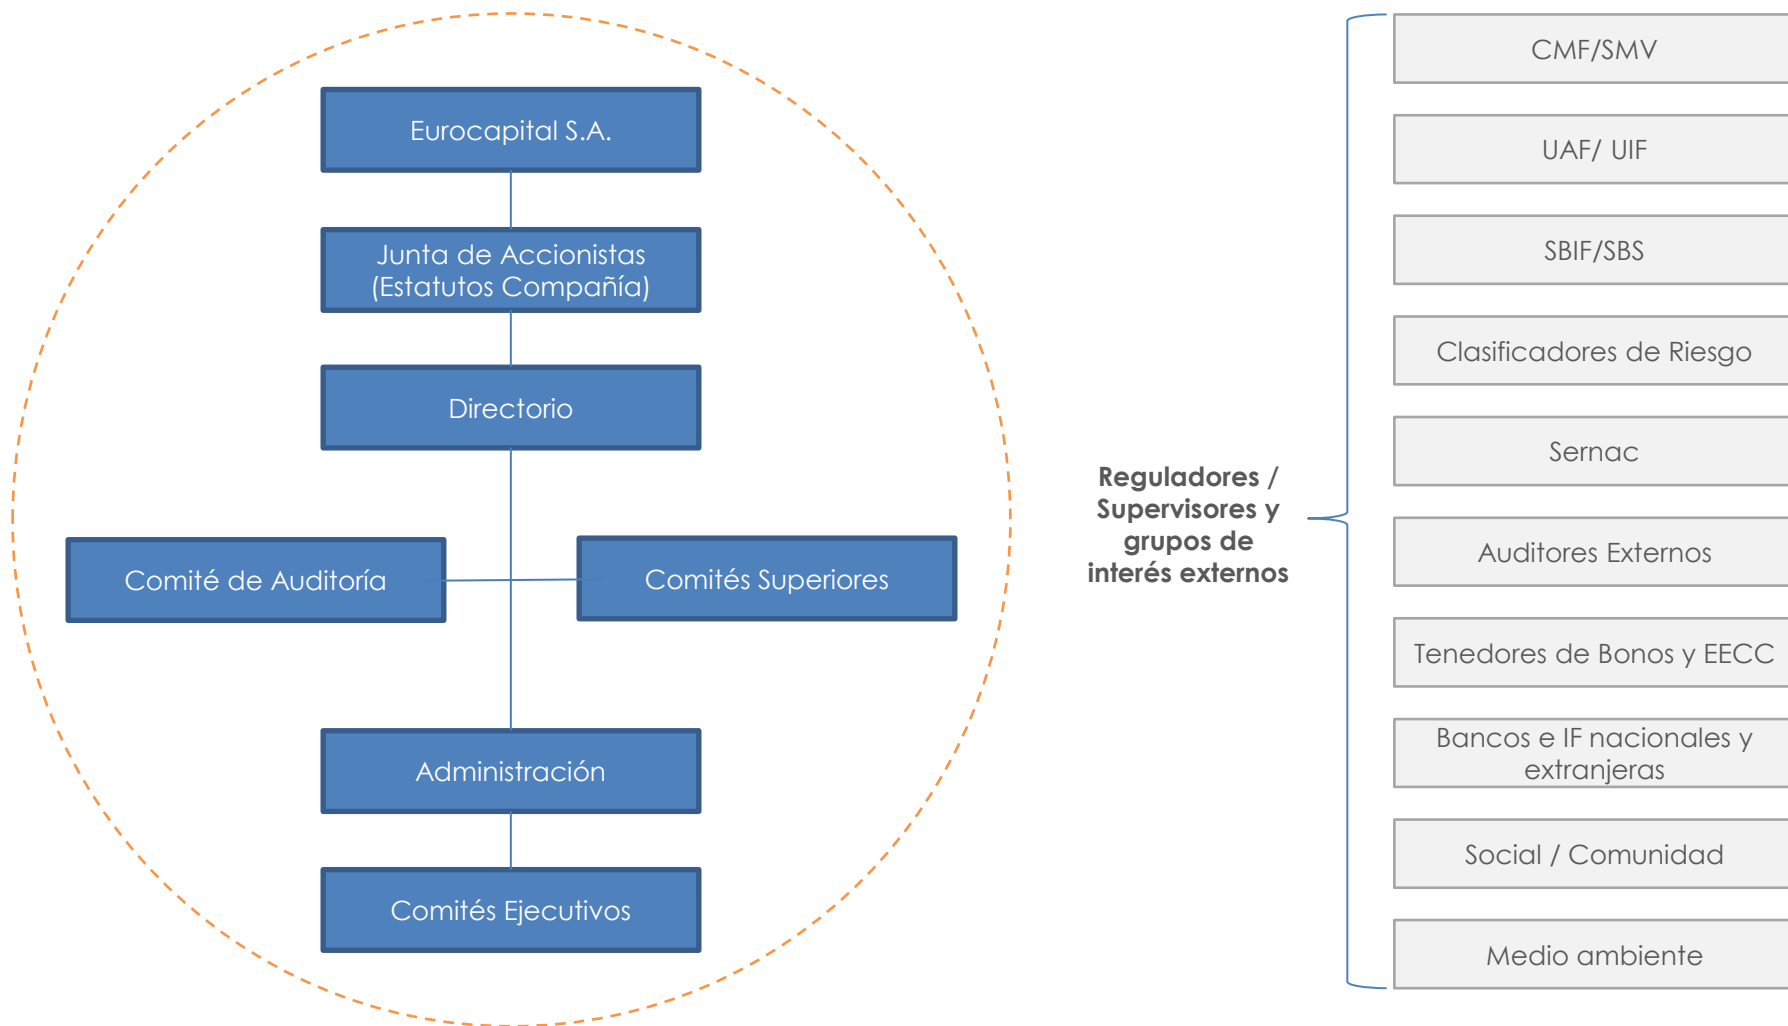 Eurocapital S.A.
Junta de Accionistas
(Estatutos Compañía)
Directorio
Comité de Auditoría
Comités Superiores
Administración
Comités Ejecutivos
Reguladores /
Supervisores y
grupos de
interés externos
CMF/SMV
UAF/ UIF
SBIF/SBS
Clasificadores de Riesgo
Sernac
Auditores Externos
Tenedores de Bonos y EECC
Bancos e IF nacionales y
extranjeras
Social / Comunidad
Medio ambiente